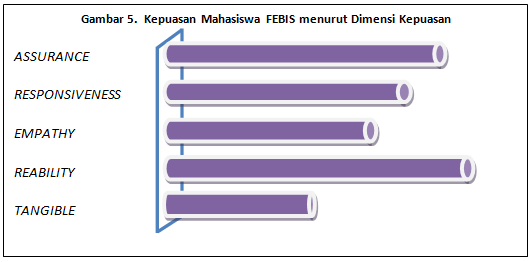 Gambar 5. Kepuasan Mahasiswa FEBIS menurut Dimensi Kepuasan
ASSURANCE
RESPONSIVENESS
EMPATHY
REABILITY
TANGIBLE